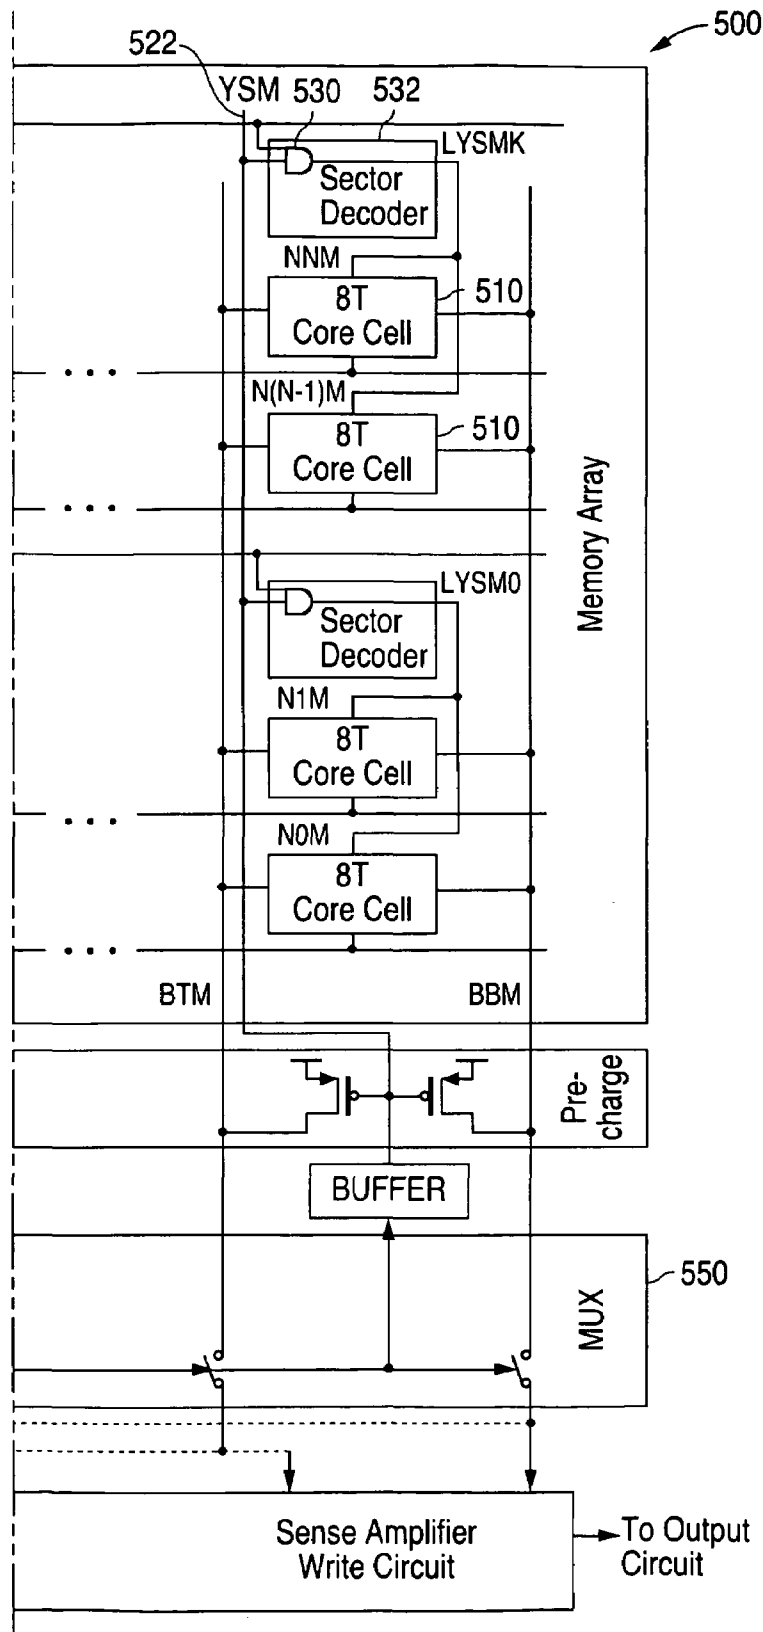 500
522
YSM 530 532
LYSMK
Sector
Decoder
NNM
8T
Core Cell
510
• • •
N(N-1)M
8T
Core Cell
510
• • •
Memory Array
LYSM0
Sector
Decoder
N1M
8T
Core Cell
• • •
N0M
8T
Core Cell
• • •
BTM
BBM
Pre-
charge
BUFFER
550
MUX
Sense Amplifier
Write Circuit
To Output
Circuit